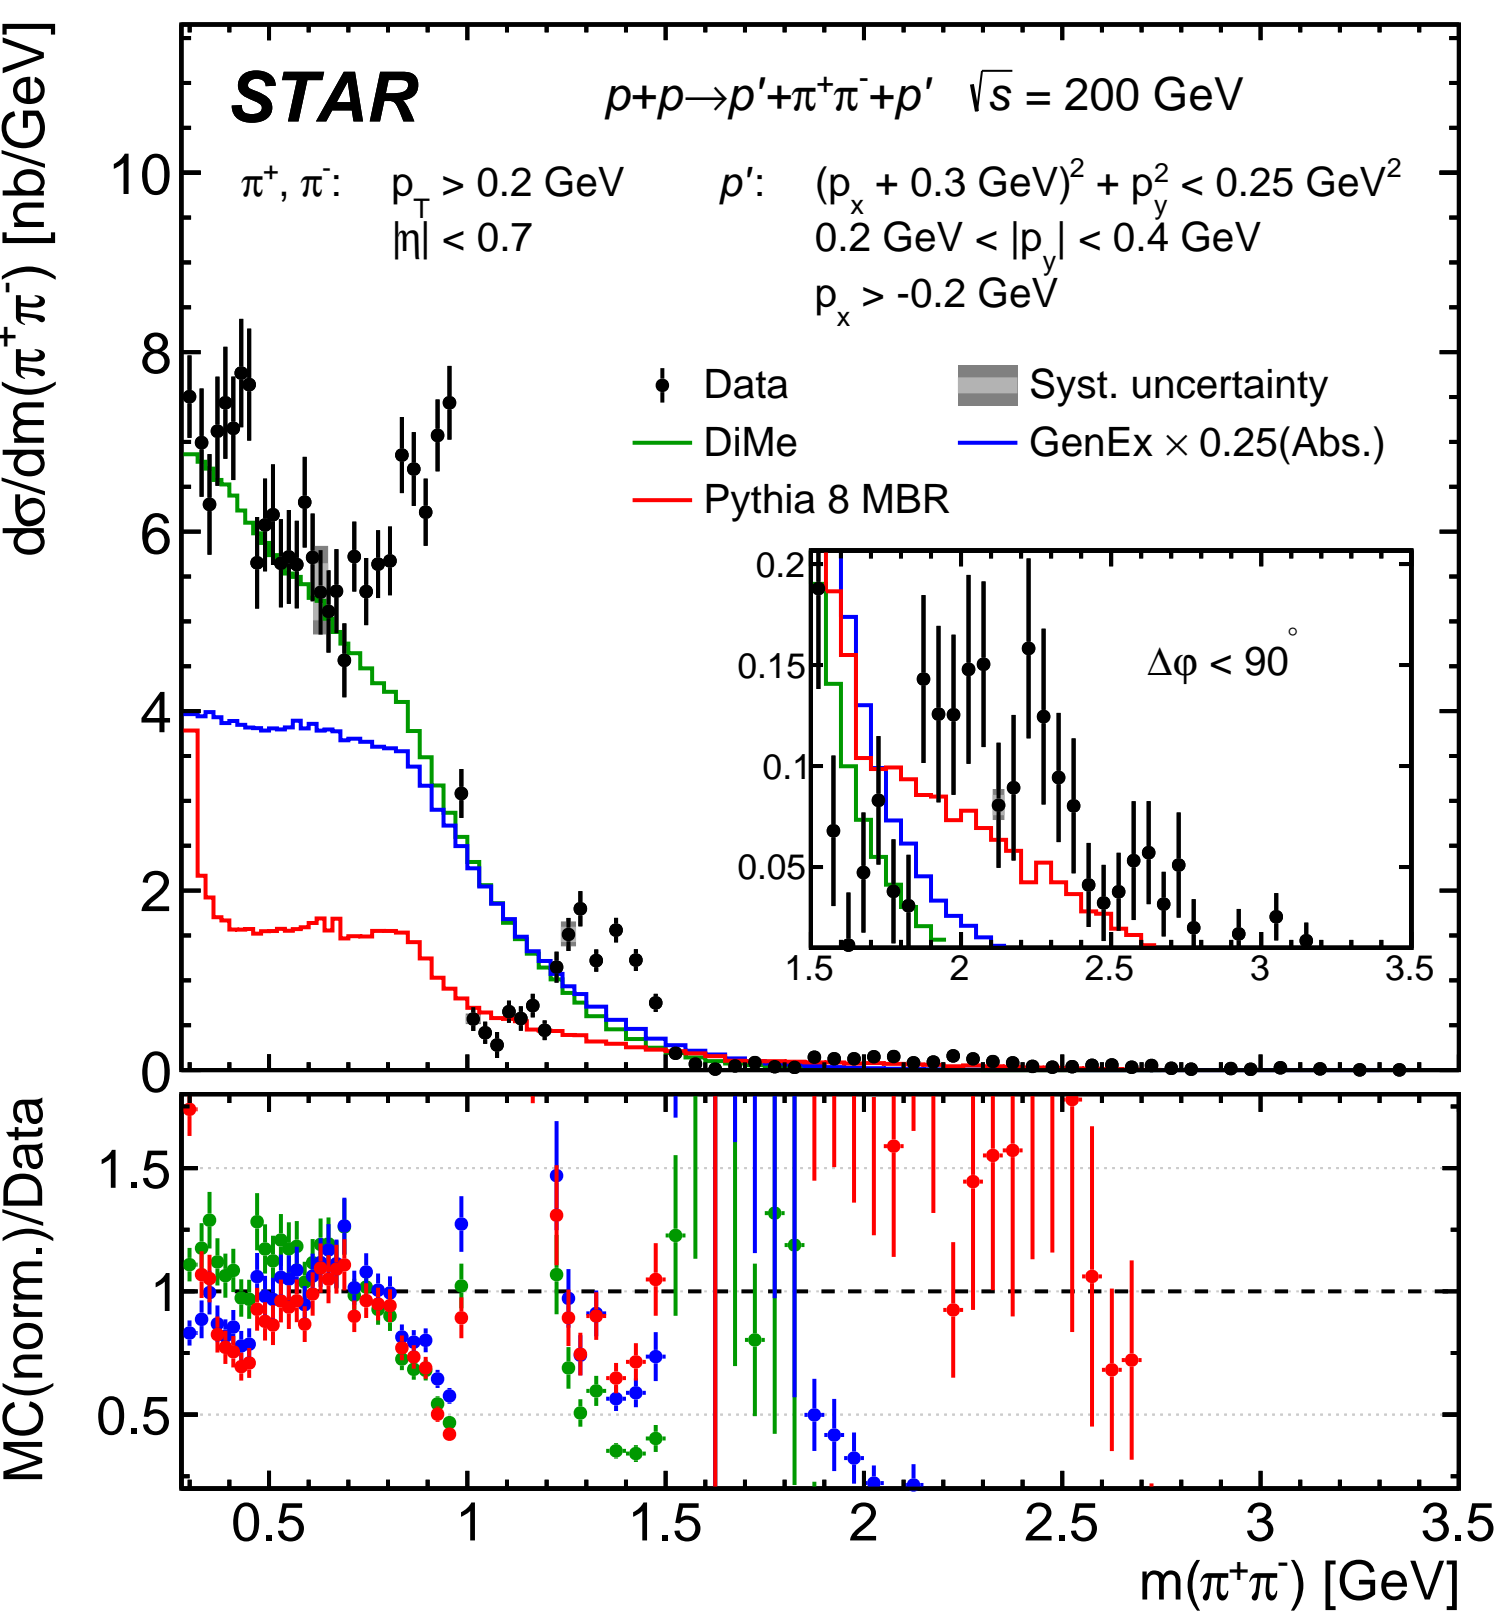 STAR
p+p→p′+π⁺π⁻+p′ √s = 200 GeV
π⁺, π⁻: p_T > 0.2 GeV p′: (p_x + 0.3 GeV)² + p_y² < 0.25 GeV²
|η| < 0.7 0.2 GeV < |p_y| < 0.4 GeV
p_x > -0.2 GeV
Data Syst. uncertainty
DiMe GenEx × 0.25(Abs.)
Pythia 8 MBR
dσ/dm(π⁺π⁻) [nb/GeV]
10
8
6
4
2
0
Δφ < 90°
0.2
0.15
0.1
0.05
1.5 2 2.5 3 3.5
MC(norm.)/Data
1.5
1
0.5
0.5 1 1.5 2 2.5 3 3.5
m(π⁺π⁻) [GeV]